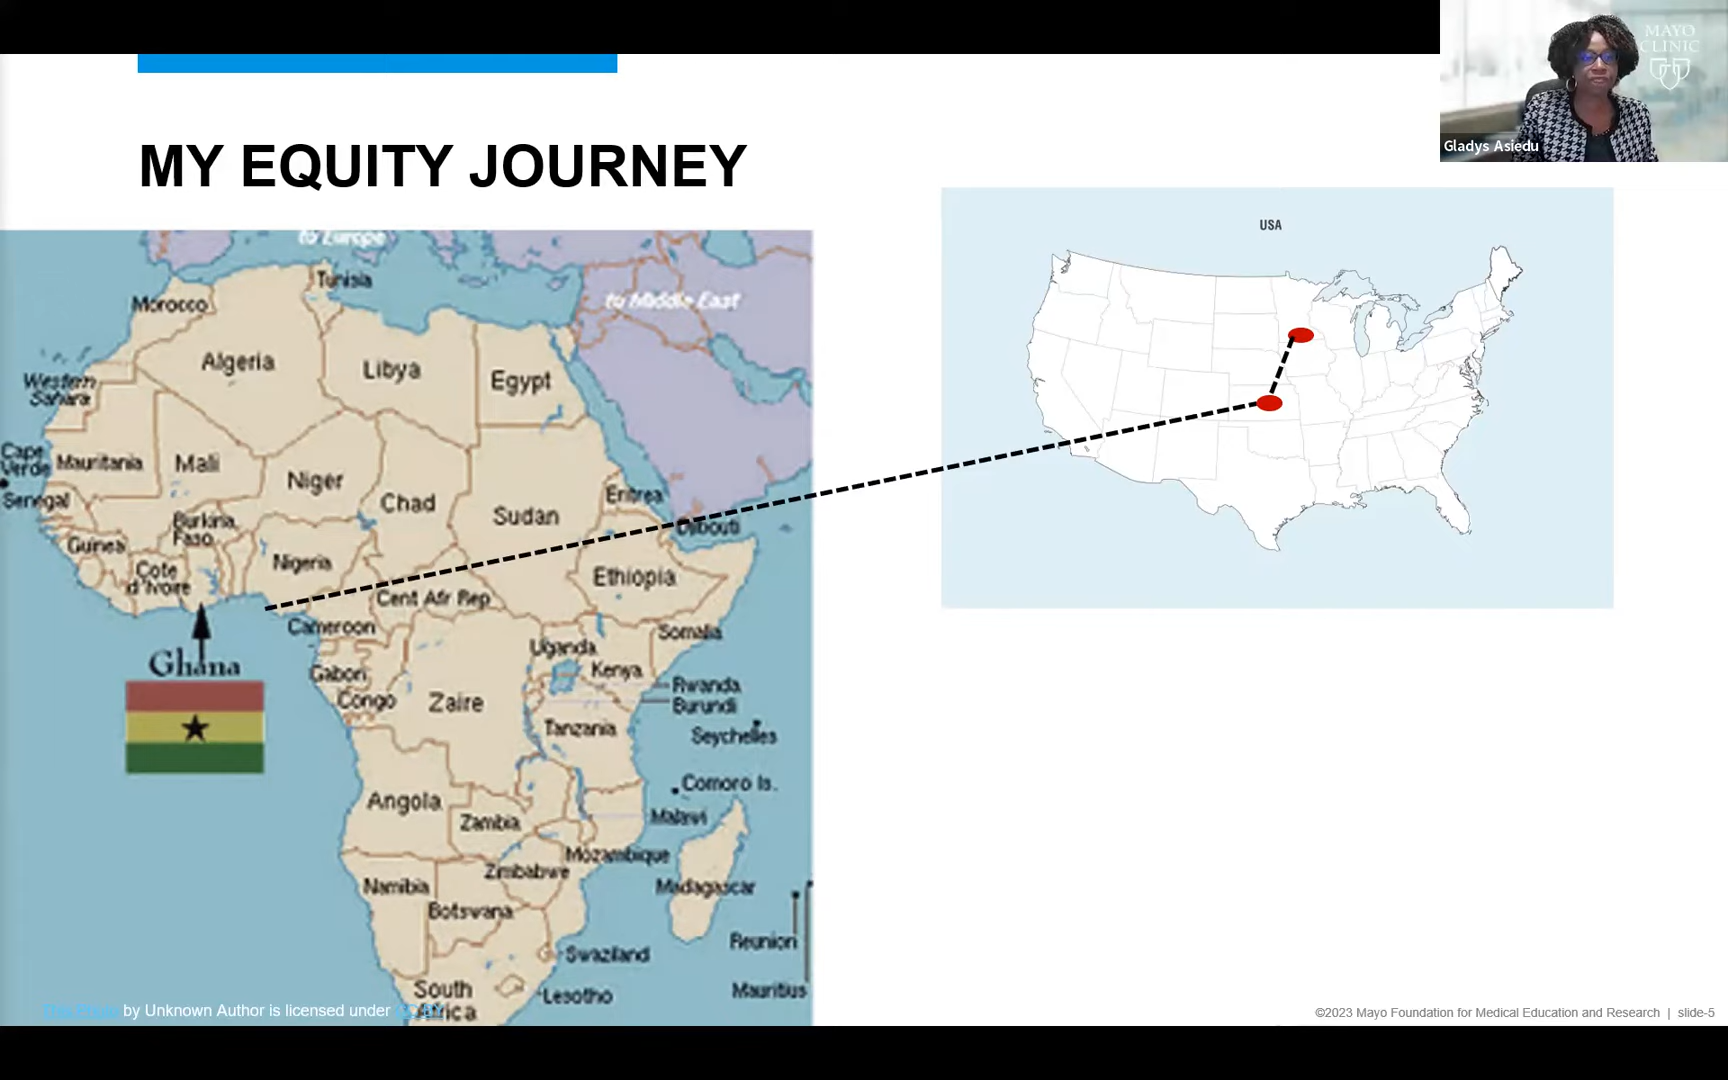 MAYO
CLINIC
Gladys Asiedu
MY EQUITY JOURNEY
USA
to Europe
to Middle East
Tunisia
Morocco
Algeria
Libya
Egypt
Western
Sahara
Cape
Verde
Mauritania
Mali
Niger
Chad
Sudan
Eritrea
Senegal
Djibouti
Burkina
Faso
Guinea
Cote
d'Ivoire
Nigeria
Ethiopia
Cent Afr Rep
Cameroon
Somalia
Uganda
Kenya
Ghana
Gabon
Congo
Zaire
Rwanda
Burundi
Tanzania
Seychelles
Comoro Is.
Angola
Zambia
Malawi
Mozambique
Zimbabwe
Namibia
Madagascar
Botswana
Reunion
Swaziland
Mauritius
South
Africa
Lesotho
This Photo by Unknown Author is licensed under
©2023 Mayo Foundation for Medical Education and Research | slide-5